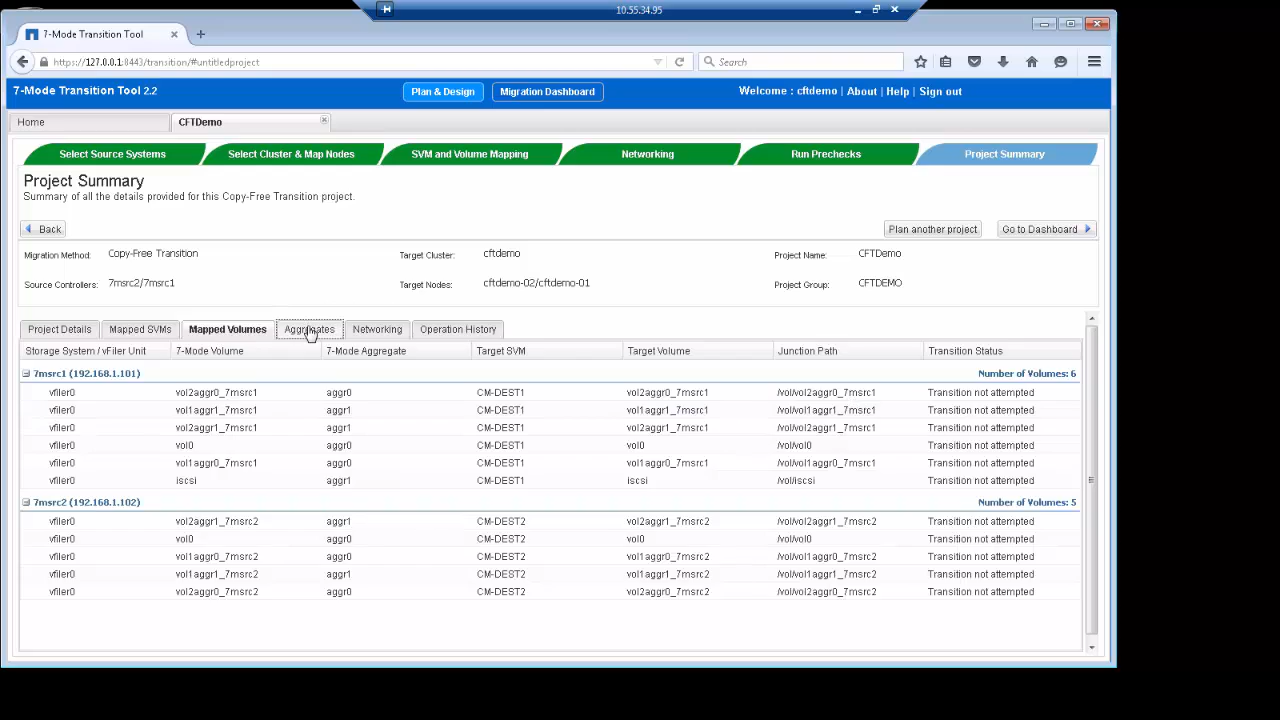 10.55.34.95
7-Mode Transition Tool
https://127.0.0.1:8443/transition/#untitledproject
Search
7-Mode Transition Tool 2.2
Plan & Design
Migration Dashboard
Welcome : cftdemo | About | Help | Sign out
Home
CFTDemo
Select Source Systems
Select Cluster & Map Nodes
SVM and Volume Mapping
Networking
Run Prechecks
Project Summary
Project Summary
Summary of all the details provided for this Copy-Free Transition project.
Back
Plan another project
Go to Dashboard
Migration Method: Copy-Free Transition Target Cluster: cftdemo Project Name: CFTDemo
Source Controllers: 7msrc2/7msrc1 Target Nodes: cftdemo-02/cftdemo-01 Project Group: CFTDEMO
Project Details Mapped SVMs Mapped Volumes Aggregates Networking Operation History
Storage System / vFiler Unit 7-Mode Volume 7-Mode Aggregate Target SVM Target Volume Junction Path Transition Status
7msrc1 (192.168.1.101) Number of Volumes: 6
vfiler0 vol2aggr0_7msrc1 aggr0 CM-DEST1 vol2aggr0_7msrc1 /vol/vol2aggr0_7msrc1 Transition not attempted
vfiler0 vol1aggr1_7msrc1 aggr1 CM-DEST1 vol1aggr1_7msrc1 /vol/vol1aggr1_7msrc1 Transition not attempted
vfiler0 vol2aggr1_7msrc1 aggr1 CM-DEST1 vol2aggr1_7msrc1 /vol/vol2aggr1_7msrc1 Transition not attempted
vfiler0 vol0 aggr0 CM-DEST1 vol0 /vol/vol0 Transition not attempted
vfiler0 vol1aggr0_7msrc1 aggr0 CM-DEST1 vol1aggr0_7msrc1 /vol/vol1aggr0_7msrc1 Transition not attempted
vfiler0 iscsi aggr1 CM-DEST1 iscsi /vol/iscsi Transition not attempted
7msrc2 (192.168.1.102) Number of Volumes: 5
vfiler0 vol2aggr1_7msrc2 aggr1 CM-DEST2 vol2aggr1_7msrc2 /vol/vol2aggr1_7msrc2 Transition not attempted
vfiler0 vol0 aggr0 CM-DEST2 vol0 /vol/vol0 Transition not attempted
vfiler0 vol1aggr0_7msrc2 aggr0 CM-DEST2 vol1aggr0_7msrc2 /vol/vol1aggr0_7msrc2 Transition not attempted
vfiler0 vol1aggr1_7msrc2 aggr1 CM-DEST2 vol1aggr1_7msrc2 /vol/vol1aggr1_7msrc2 Transition not attempted
vfiler0 vol2aggr0_7msrc2 aggr0 CM-DEST2 vol2aggr0_7msrc2 /vol/vol2aggr0_7msrc2 Transition not attempted